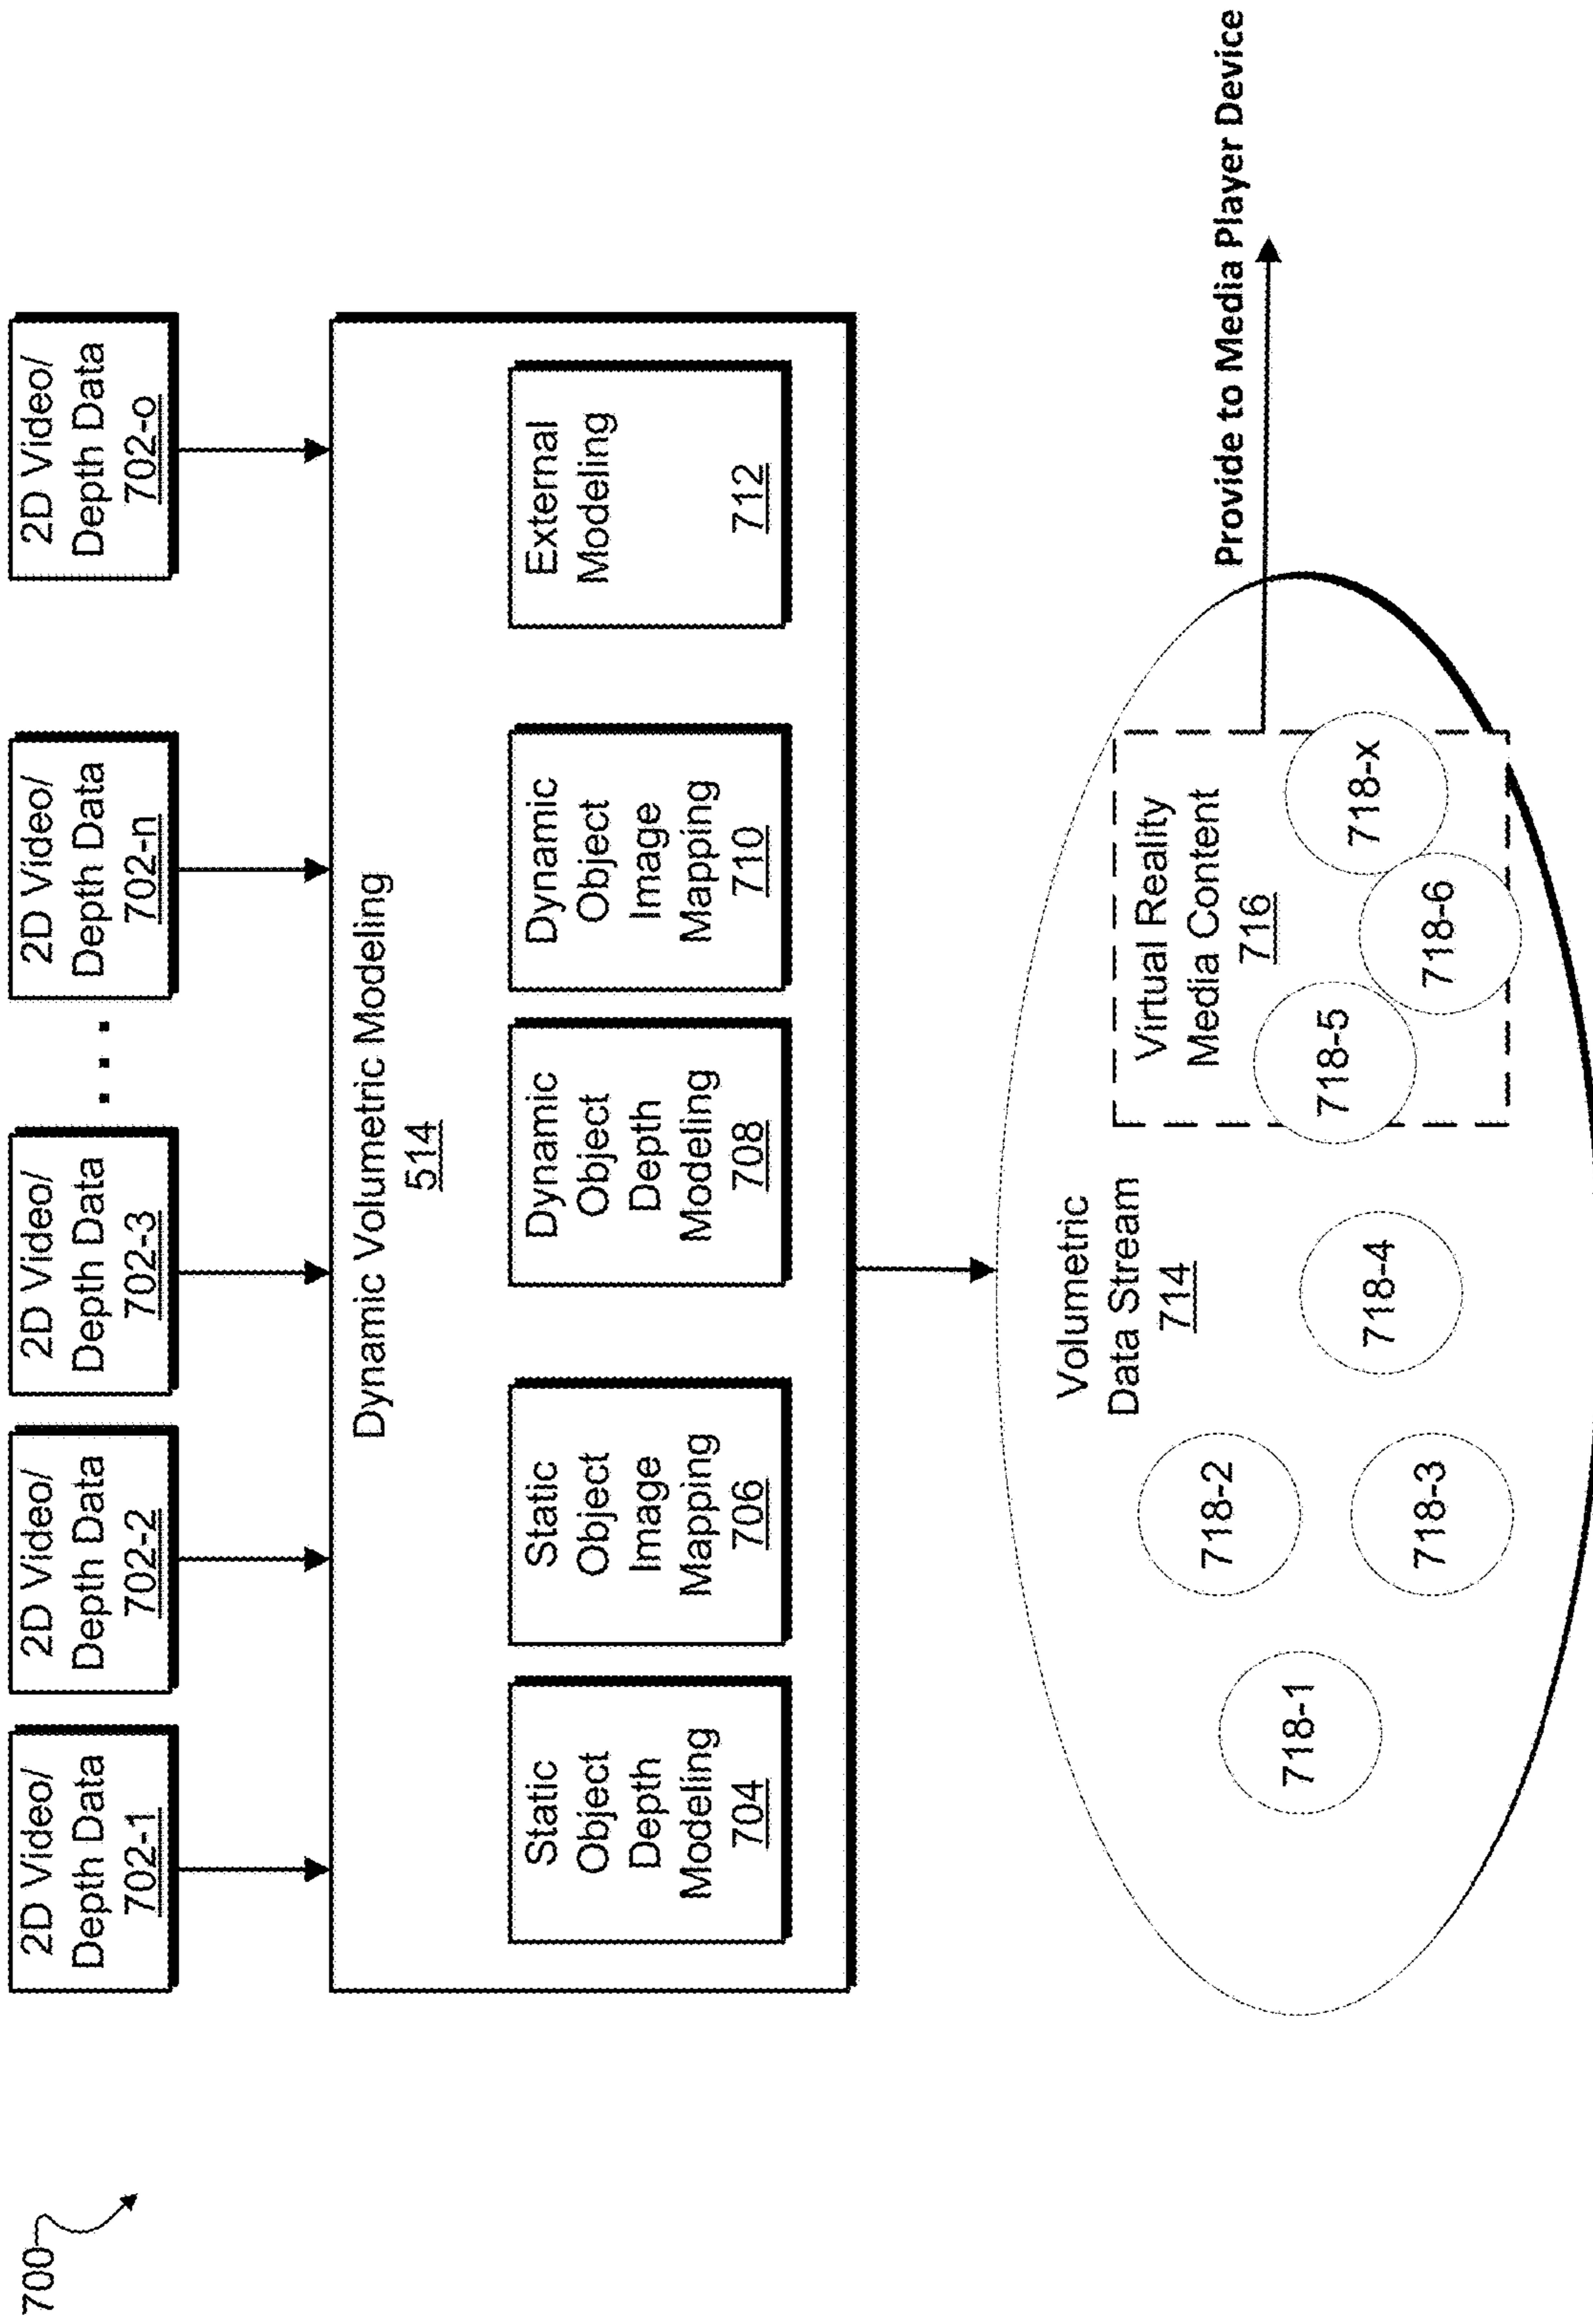 700
2D Video/
Depth Data
702-1
2D Video/
Depth Data
702-2
2D Video/
Depth Data
702-3
. . .
2D Video/
Depth Data
702-n
2D Video/
Depth Data
702-o
Dynamic Volumetric Modeling
514
Static
Object
Depth
Modeling
704
Static
Object
Image
Mapping
706
Dynamic
Object
Depth
Modeling
708
Dynamic
Object
Image
Mapping
710
External
Modeling
712
Volumetric
Data Stream
714
Virtual Reality
Media Content
716
718-1
718-2
718-3
718-4
718-5
718-6
718-x
Provide to Media Player Device